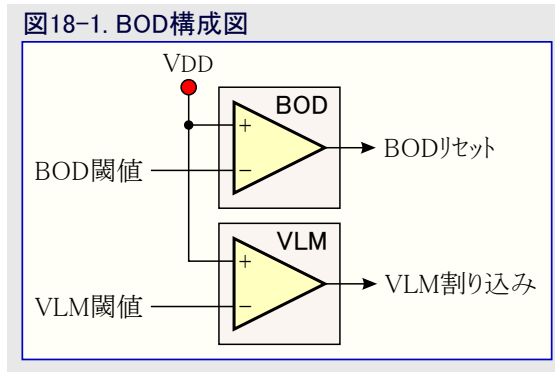 図18-1. BOD構成図
VDD
BOD
+
BOD閾値
−
BODリセット
VLM
+
VLM閾値
−
VLM割り込み